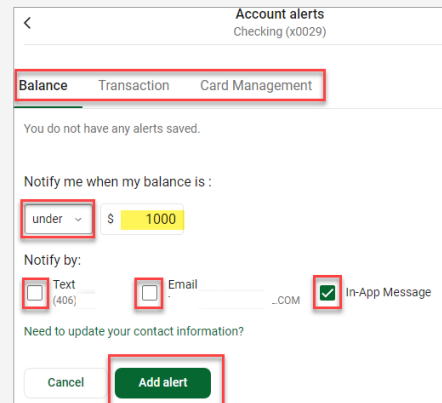 Account alerts
Checking (x0029)
Balance Transaction Card Management
You do not have any alerts saved.
Notify me when my balance is :
under $ 1000
Notify by:
Text Email In-App Message
(406) .COM
Need to update your contact information?
Cancel Add alert